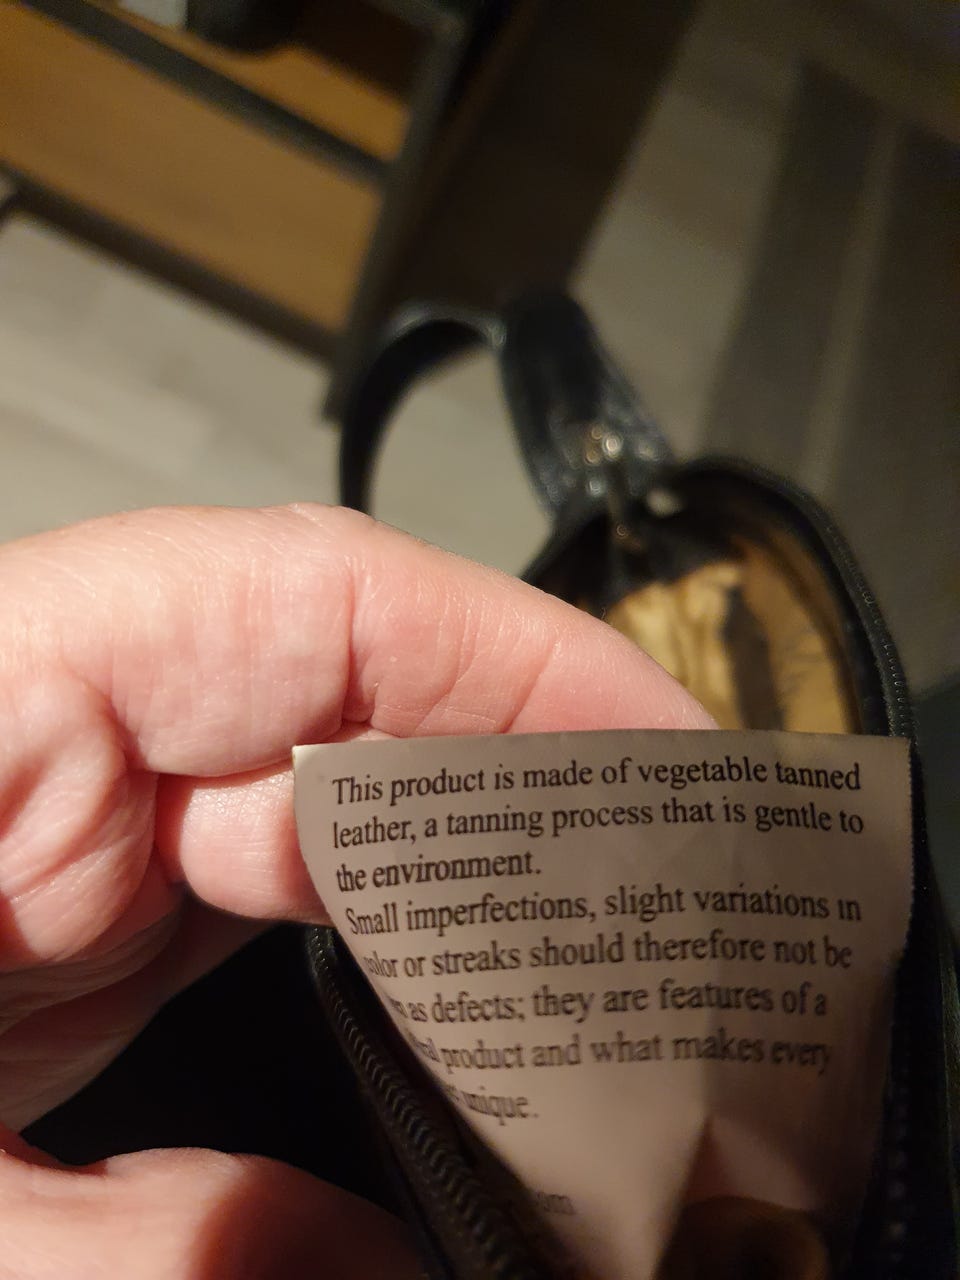 This product is made of vegetable tanned
leather, a tanning process that is gentle to
the environment.
Small imperfections, slight variations in
color or streaks should therefore not be
as defects; they are features of a
product and what makes every
unique.